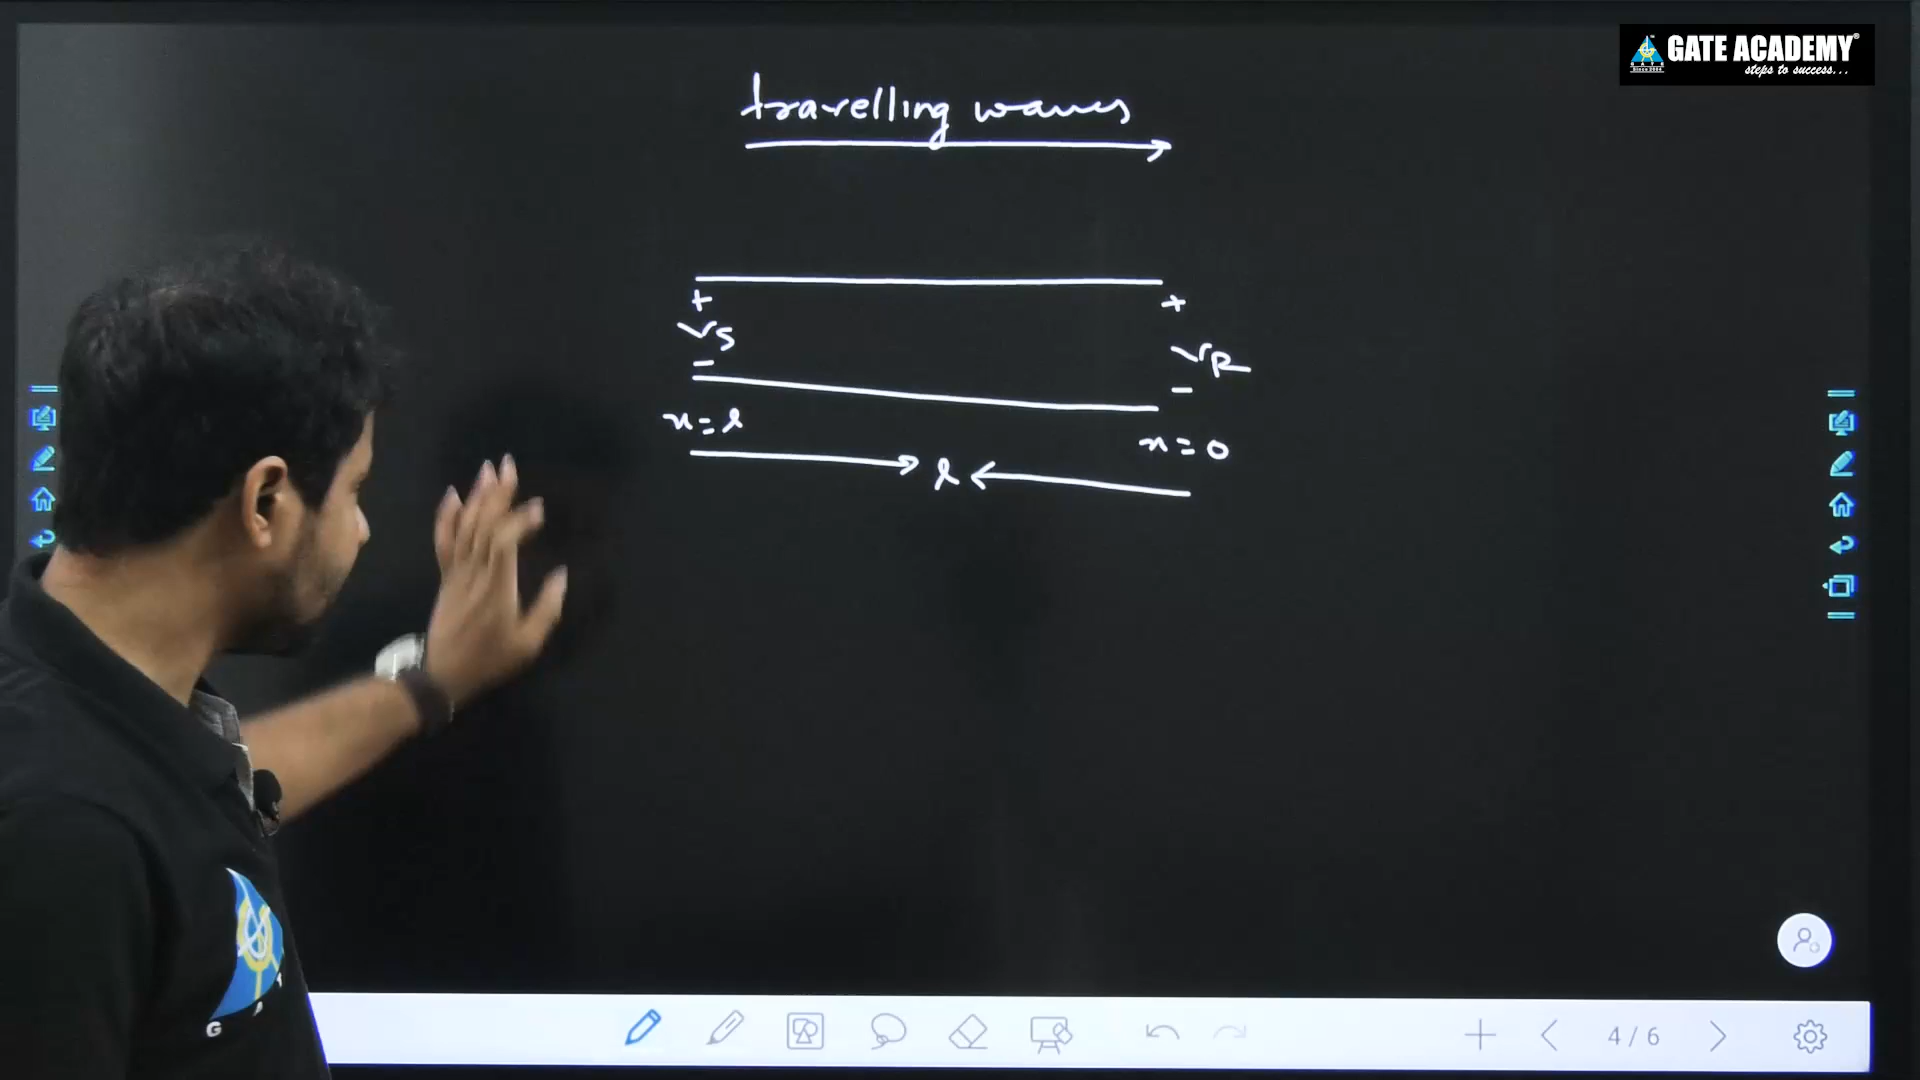 GATE ACADEMY
steps to success...
travelling waves
+ +
Vs VR
- -
x = l x = 0
l
4 / 6